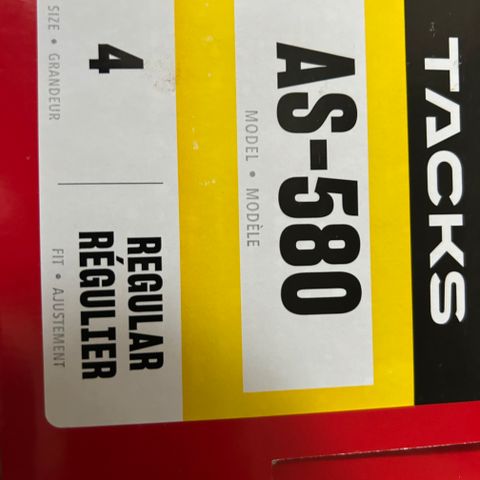 TACKS
AS-580
MODEL • MODÈLE
4
SIZE • GRANDEUR
REGULAR
RÉGULIER
FIT • AJUSTEMENT